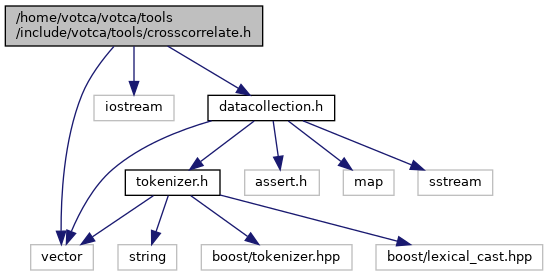 /home/votca/votca/tools
/include/votca/tools/crosscorrelate.h
iostream
datacollection.h
tokenizer.h
assert.h
map
sstream
vector
string
boost/tokenizer.hpp
boost/lexical_cast.hpp